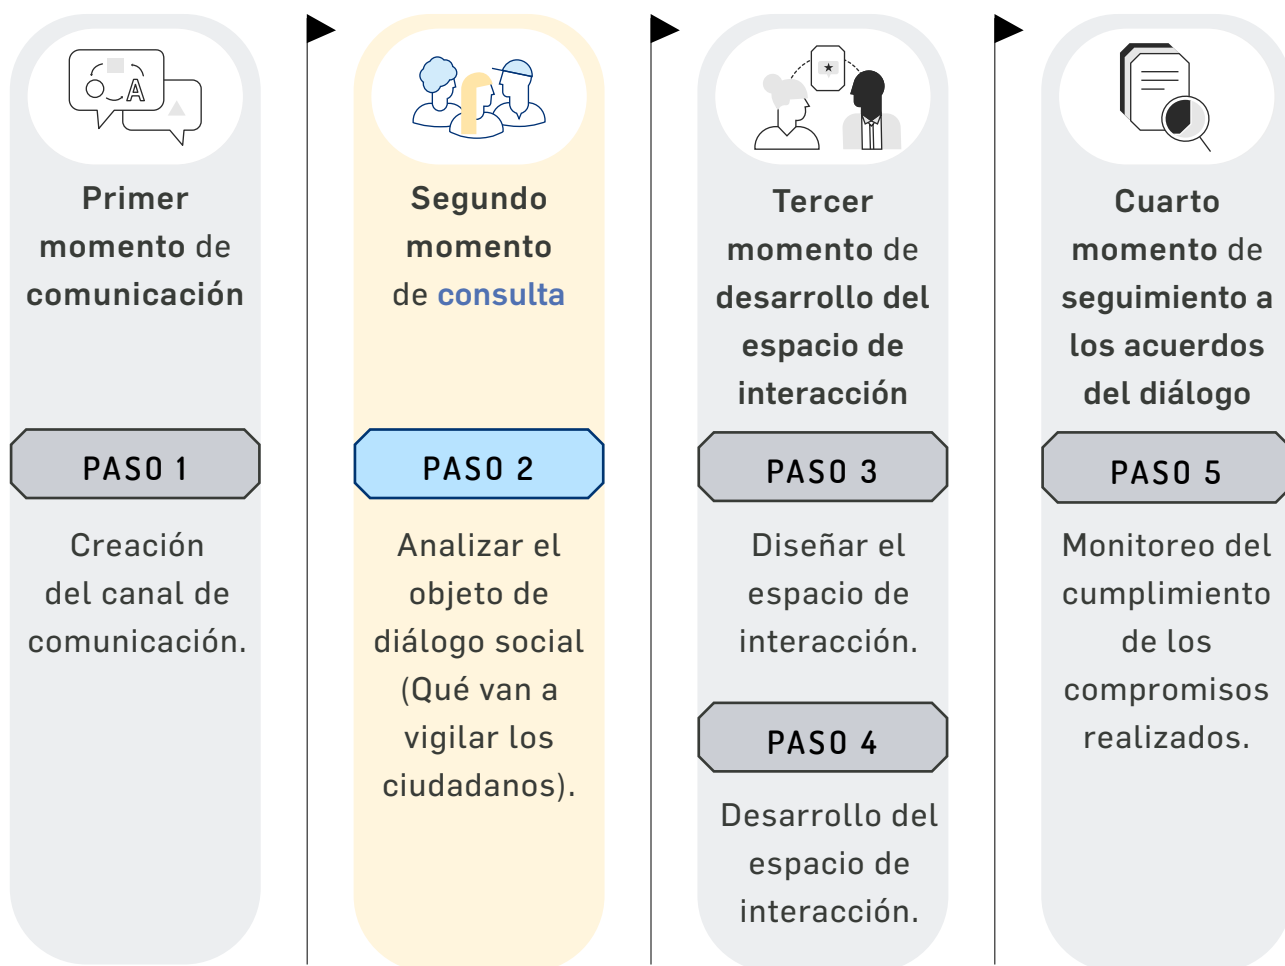 A
Primer
momento de
comunicación
PASO 1
Creación
del canal de
comunicación.
Segundo
momento
de consulta
PASO 2
Analizar el
objeto de
diálogo social
(Qué van a
vigilar los
ciudadanos).
Tercer
momento de
desarrollo del
espacio de
interacción
PASO 3
Diseñar el
espacio de
interacción.
PASO 4
Desarrollo del
espacio de
interacción.
Cuarto
momento de
seguimiento a
los acuerdos
del diálogo
PASO 5
Monitoreo del
cumplimiento
de los
compromisos
realizados.